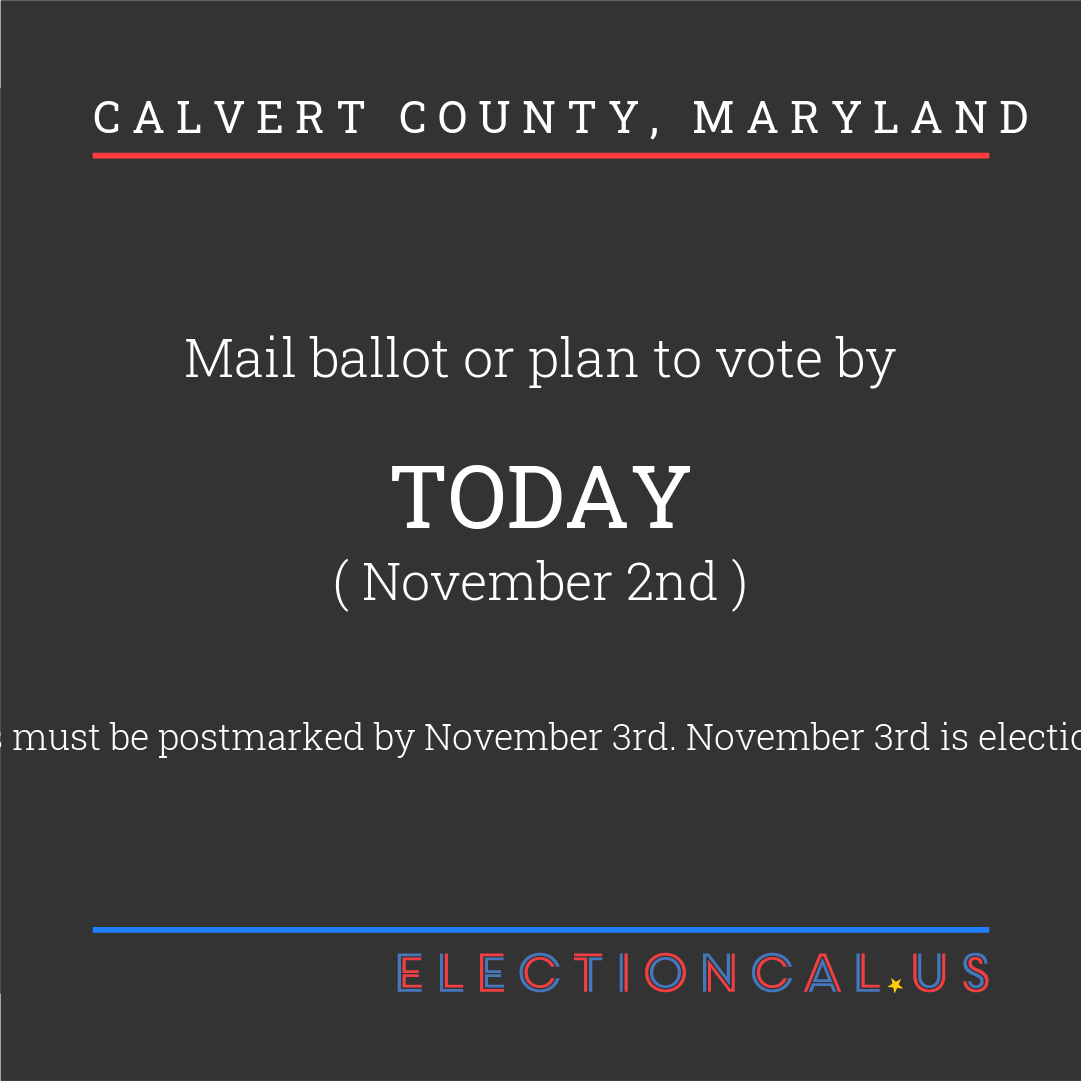 CALVERT COUNTY, MARYLAND
Mail ballot or plan to vote by
TODAY
( November 2nd )
must be postmarked by November 3rd. November 3rd is
ELECTIONCAL.US